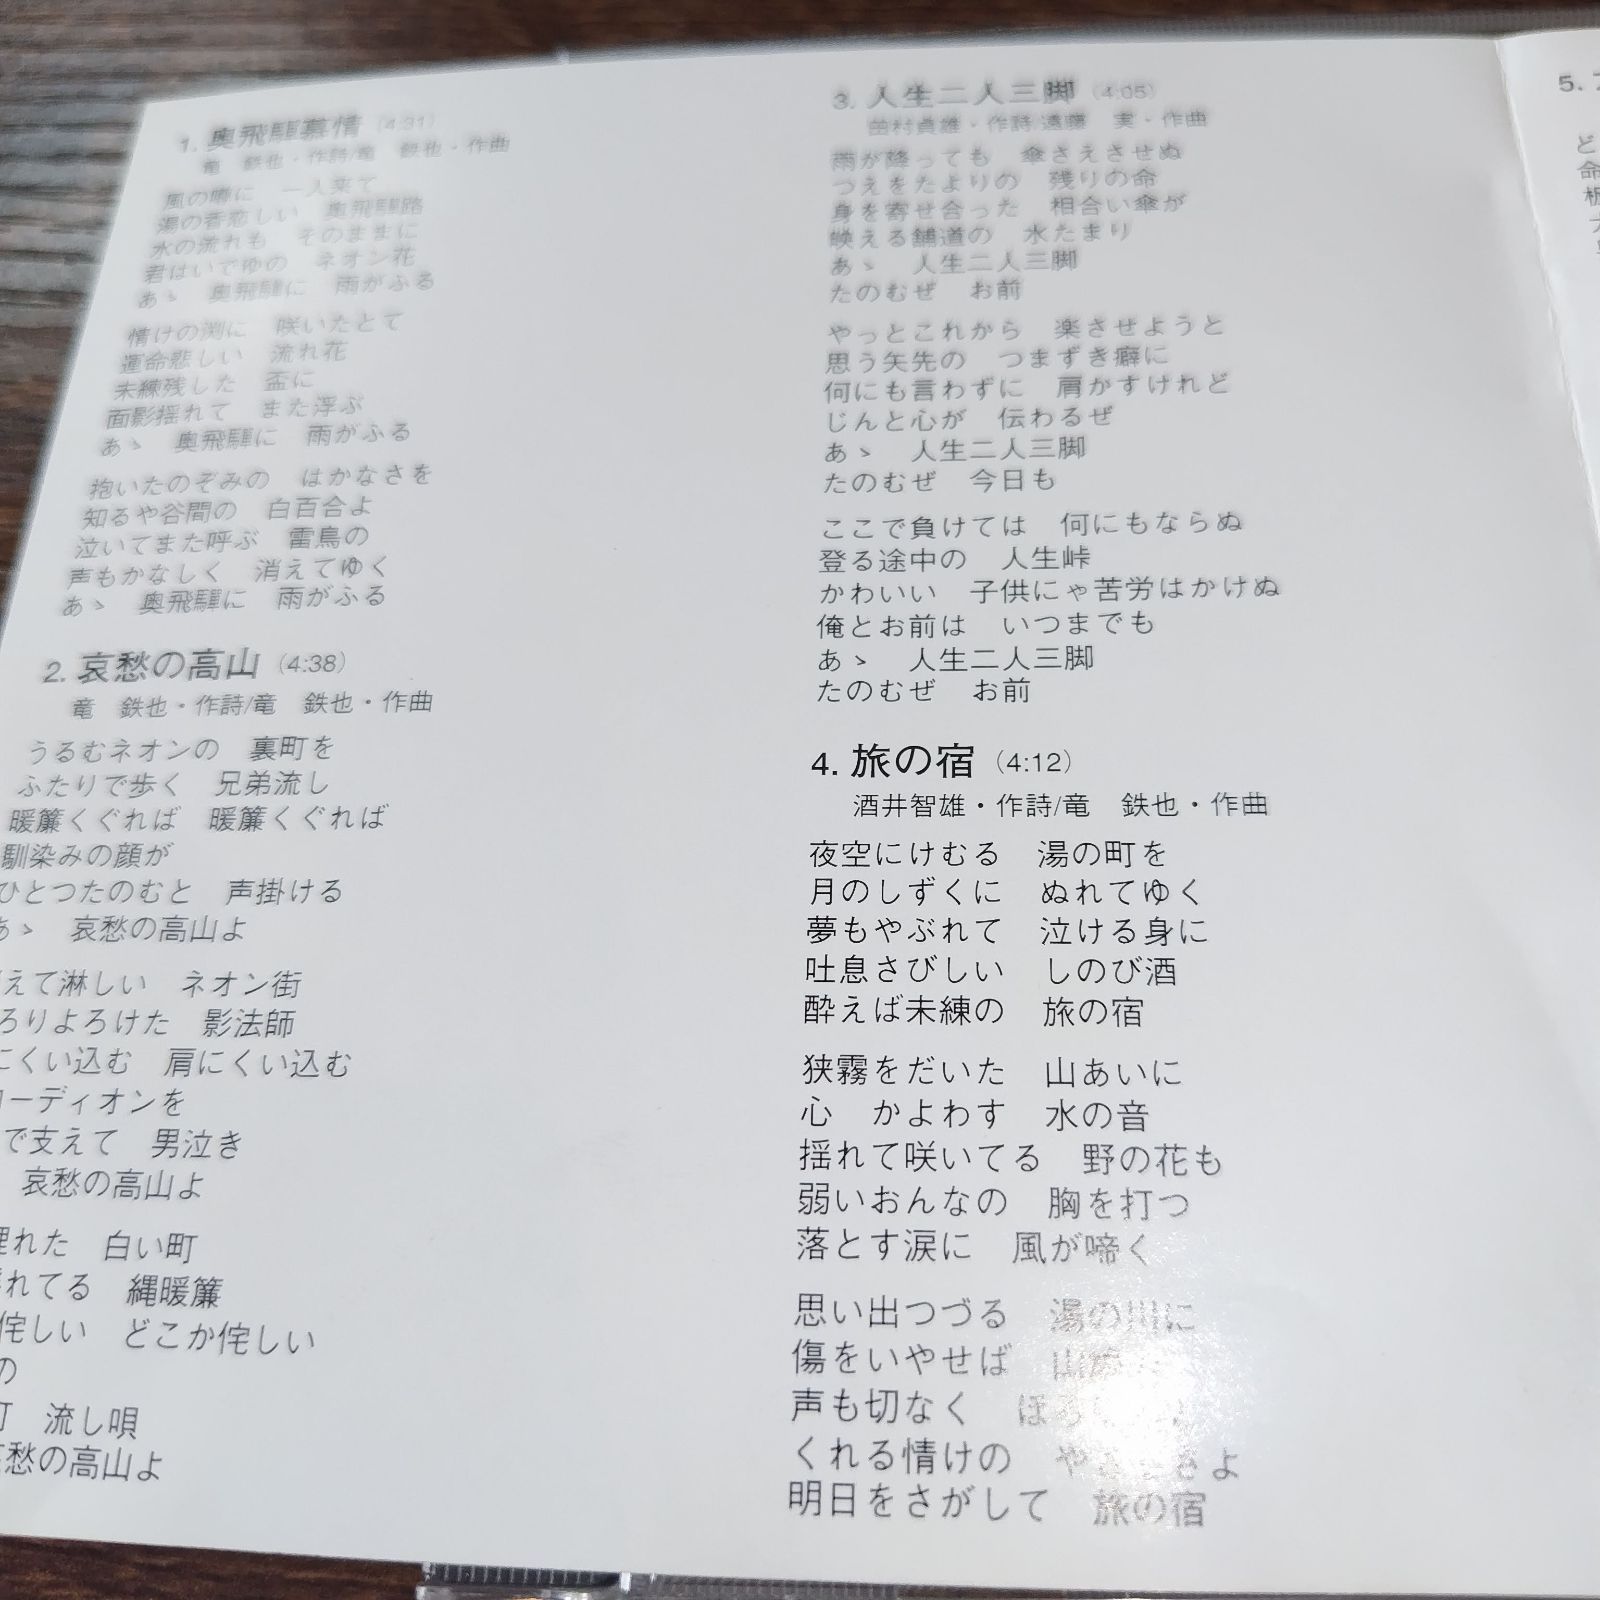 1. 奥飛騨慕情 (4:31)
竜　鉄也・作詩/竜　鉄也・作曲
風の噂に　一人来て
湯の香恋しい　奥飛騨路
水の流れも　そのままに
君はいでゆの　ネオン花
あゝ　奥飛騨に　雨がふる
情けの渕に　咲いたとて
運命悲しい　流れ花
未練残した　盃に
面影揺れて　また浮ぶ
あゝ　奥飛騨に　雨がふる
抱いたのぞみの　はかなさを
知るや谷間の　白百合よ
泣いてまた呼ぶ　雷鳥の
声もかなしく　消えてゆく
あゝ　奥飛騨に　雨がふる
2. 哀愁の高山 (4:38)
竜　鉄也・作詩/竜　鉄也・作曲
うるむネオンの　裏町を
ふたりで歩く　兄弟流し
暖簾くぐれば　暖簾くぐれば
馴染みの顔が
ひとつたのむと　声掛ける
あゝ　哀愁の高山よ
えて淋しい　ネオン街
ろりよろけた　影法師
にくい込む　肩にくい込む
コーディオンを
で支えて　男泣き
哀愁の高山よ
埋れた　白い町
れてる　縄暖簾
侘しい　どこか侘しい
の
町　流し唄
哀愁の高山よ
3. 人生二人三脚 (4:05)
貞雄・作詩/遠藤　実・作曲
雨が降っても　傘さえさせぬ
つえをたよりの　残りの命
身を寄せ合った　相合い傘が
映える舗道の　水たまり
あゝ　人生二人三脚
たのむぜ　お前
やっとこれから　楽させようと
思う矢先の　つまずき癖に
何にも言わずに　肩かすけれど
じんと心が　伝わるぜ
あゝ　人生二人三脚
たのむぜ　今日も
ここで負けては　何にもならぬ
登る途中の　人生峠
かわいい　子供にゃ苦労はかけぬ
俺とお前は　いつまでも
あゝ　人生二人三脚
たのむぜ　お前
4. 旅の宿 (4:12)
酒井智雄・作詩/竜　鉄也・作曲
夜空にけむる　湯の町を
月のしずくに　ぬれてゆく
夢もやぶれて　泣ける身に
吐息さびしい　しのび酒
酔えば未練の　旅の宿
狭霧をだいた　山あいに
心　かよわす　水の音
揺れて咲いてる　野の花も
弱いおんなの　胸を打つ
落とす涙に　風が啼く
思い出つづる　湯の川に
傷をいやせば　山
声も切なく　ほ
くれる情けの　や　さよ
明日をさがして　旅の宿
5.
ど
命